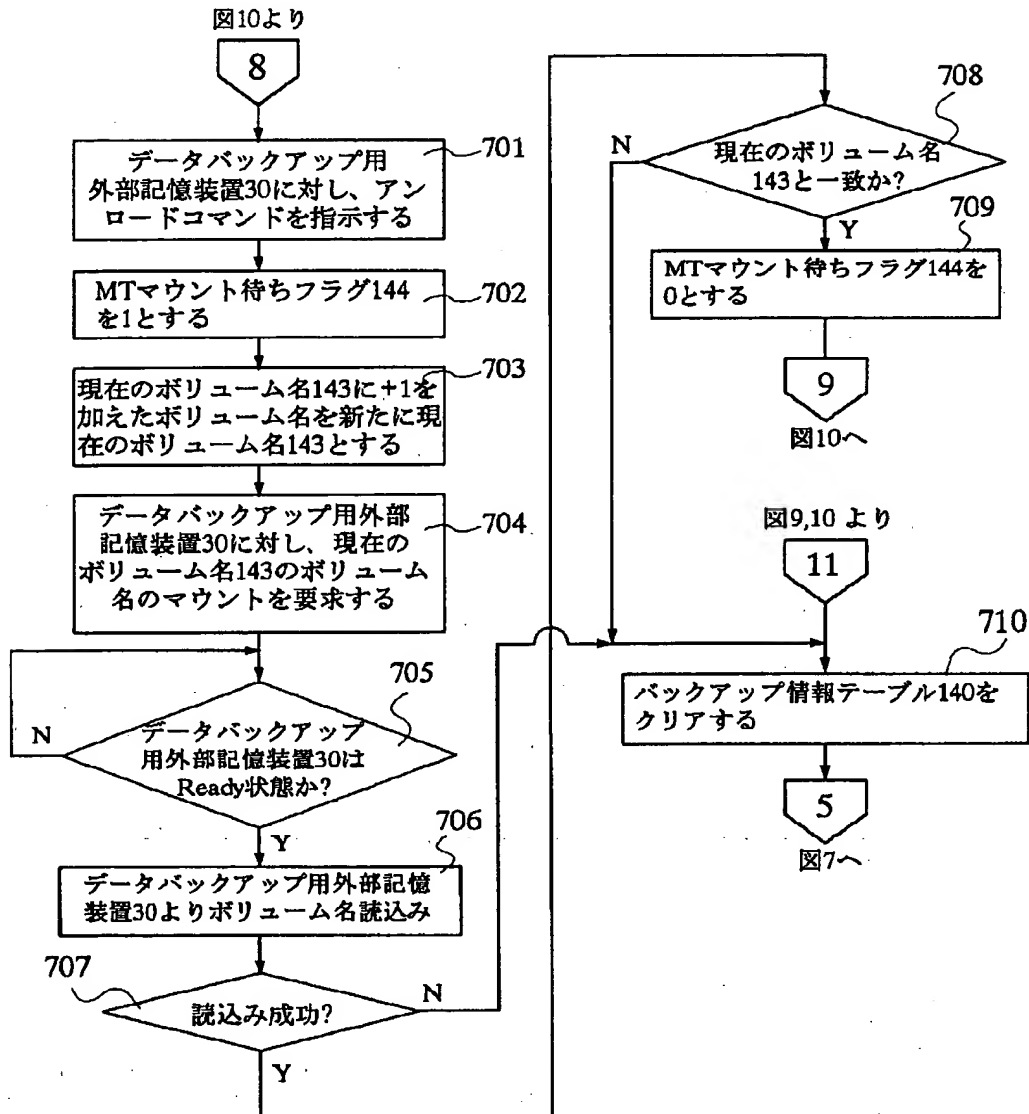 図10より
8
701
データバックアップ用
外部記憶装置30に対し、アン
ロードコマンドを指示する
702
MTマウント待ちフラグ144
を1とする
703
現在のボリューム名143に+1を
加えたボリューム名を新たに現
在のボリューム名143とする
704
データバックアップ用外部
記憶装置30に対し、現在の
ボリューム名143のボリューム
名のマウントを要求する
705
N
データバックアップ
用外部記憶装置30は
Ready状態か?
Y
706
データバックアップ用外部記憶
装置30よりボリューム名読込み
707
N
読込み成功?
Y
708
N
現在のボリューム名
143と一致か?
Y
709
MTマウント待ちフラグ144を
0とする
9
図10へ
図9,10 より
11
710
バックアップ情報テーブル140を
クリアする
5
図7へ